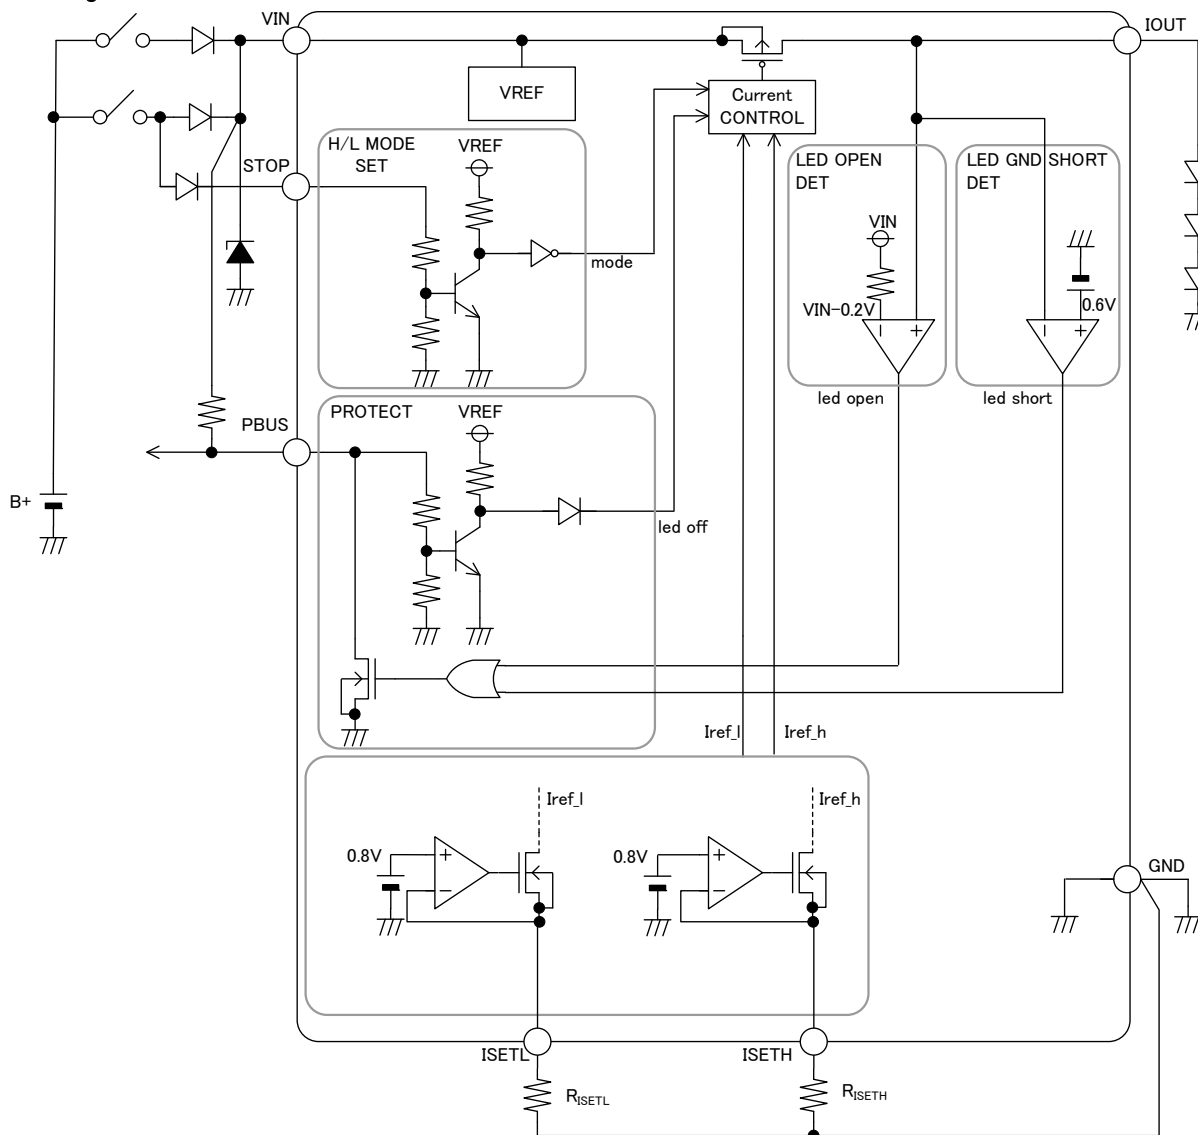 VIN
IOUT
VREF
Current
CONTROL
H/L MODE
SET
VREF
STOP
LED OPEN
DET
LED GND SHORT
DET
VIN
mode
VIN-0.2V
0.6V
led open
led short
PROTECT
VREF
PBUS
B+
led off
Iref_l
Iref_h
Iref_l
Iref_h
0.8V
0.8V
GND
ISETL
ISETH
RISETL
RISETH